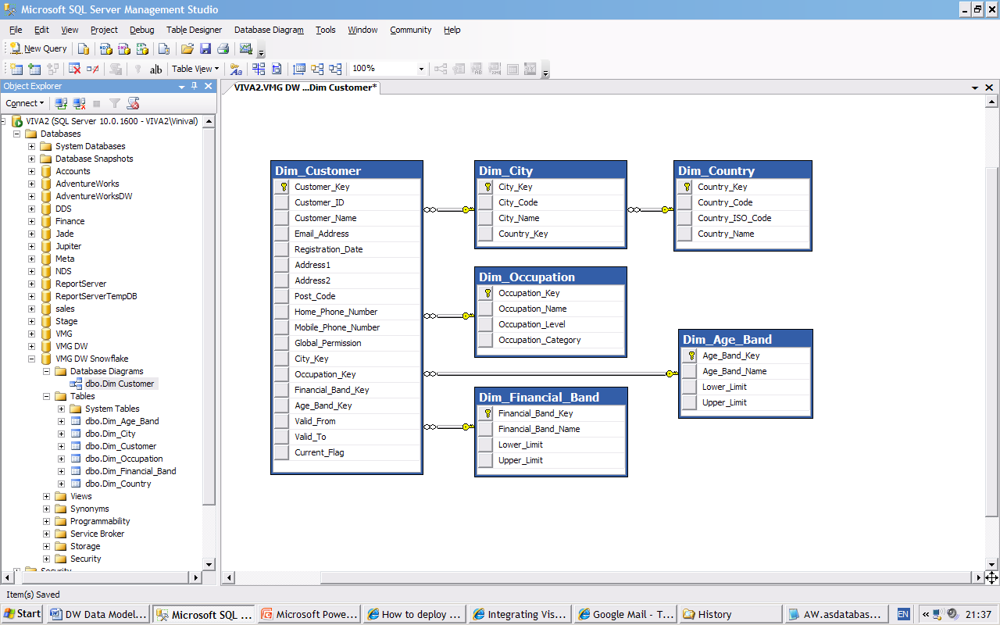 Microsoft SQL Server Management Studio
File Edit View Project Debug Table Designer Database Diagram Tools Window Community Help
New Query
Table View 100%
Object Explorer
Connect
VIVA2 (SQL Server 10.0.1600 - VIVA2\Vinival)
Databases
System Databases
Database Snapshots
Accounts
AdventureWorks
AdventureWorksDW
DDS
Finance
Jade
Jupiter
Meta
NDS
ReportServer
ReportServerTempDB
sales
Stage
VMG
VMG DW
VMG DW Snowflake
Database Diagrams
dbo.Dim Customer
Tables
System Tables
dbo.Dim_Age_Band
dbo.Dim_City
dbo.Dim_Customer
dbo.Dim_Occupation
dbo.Dim_Financial_Band
dbo.Dim_Country
Views
Synonyms
Programmability
Service Broker
Storage
Security
Security
VIVA2.VMG DW ...Dim Customer*
Dim_Customer
Customer_Key
Customer_ID
Customer_Name
Email_Address
Registration_Date
Address1
Address2
Post_Code
Home_Phone_Number
Mobile_Phone_Number
Global_Permission
City_Key
Occupation_Key
Financial_Band_Key
Age_Band_Key
Valid_From
Valid_To
Current_Flag
Dim_City
City_Key
City_Code
City_Name
Country_Key
Dim_Country
Country_Key
Country_Code
Country_ISO_Code
Country_Name
Dim_Occupation
Occupation_Key
Occupation_Name
Occupation_Level
Occupation_Category
Dim_Age_Band
Age_Band_Key
Age_Band_Name
Lower_Limit
Upper_Limit
Dim_Financial_Band
Financial_Band_Key
Financial_Band_Name
Lower_Limit
Upper_Limit
Item(s) Saved
Start DW Data Model... Microsoft SQL ... Microsoft Powe... How to deploy ... Integrating Vis... Google Mail - T... History AW.asdatabas... EN « 21:37